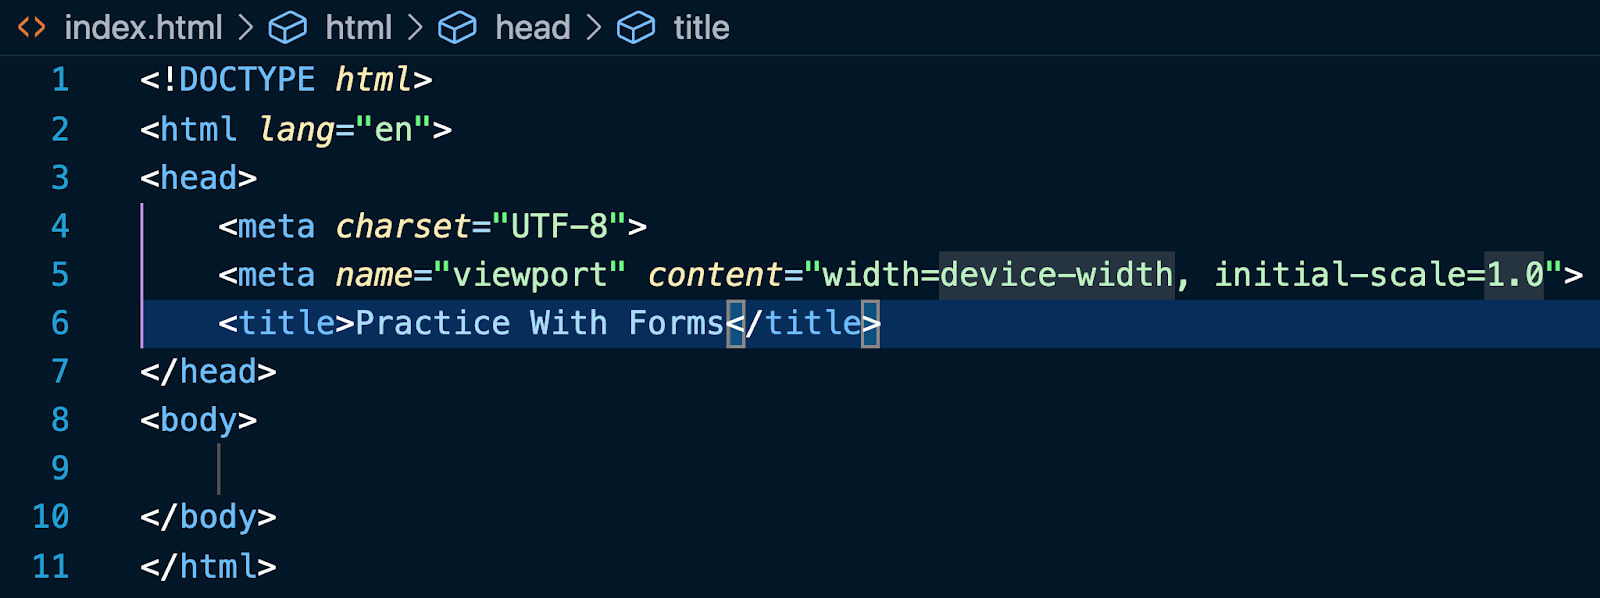 index.html > html > head > title
1 <!DOCTYPE html>
2 <html lang="en">
3 <head>
4     <meta charset="UTF-8">
5     <meta name="viewport" content="width=device-width, initial-scale=1.0">
6     <title>Practice With Forms</title>
7 </head>
8 <body>
9
10 </body>
11 </html>